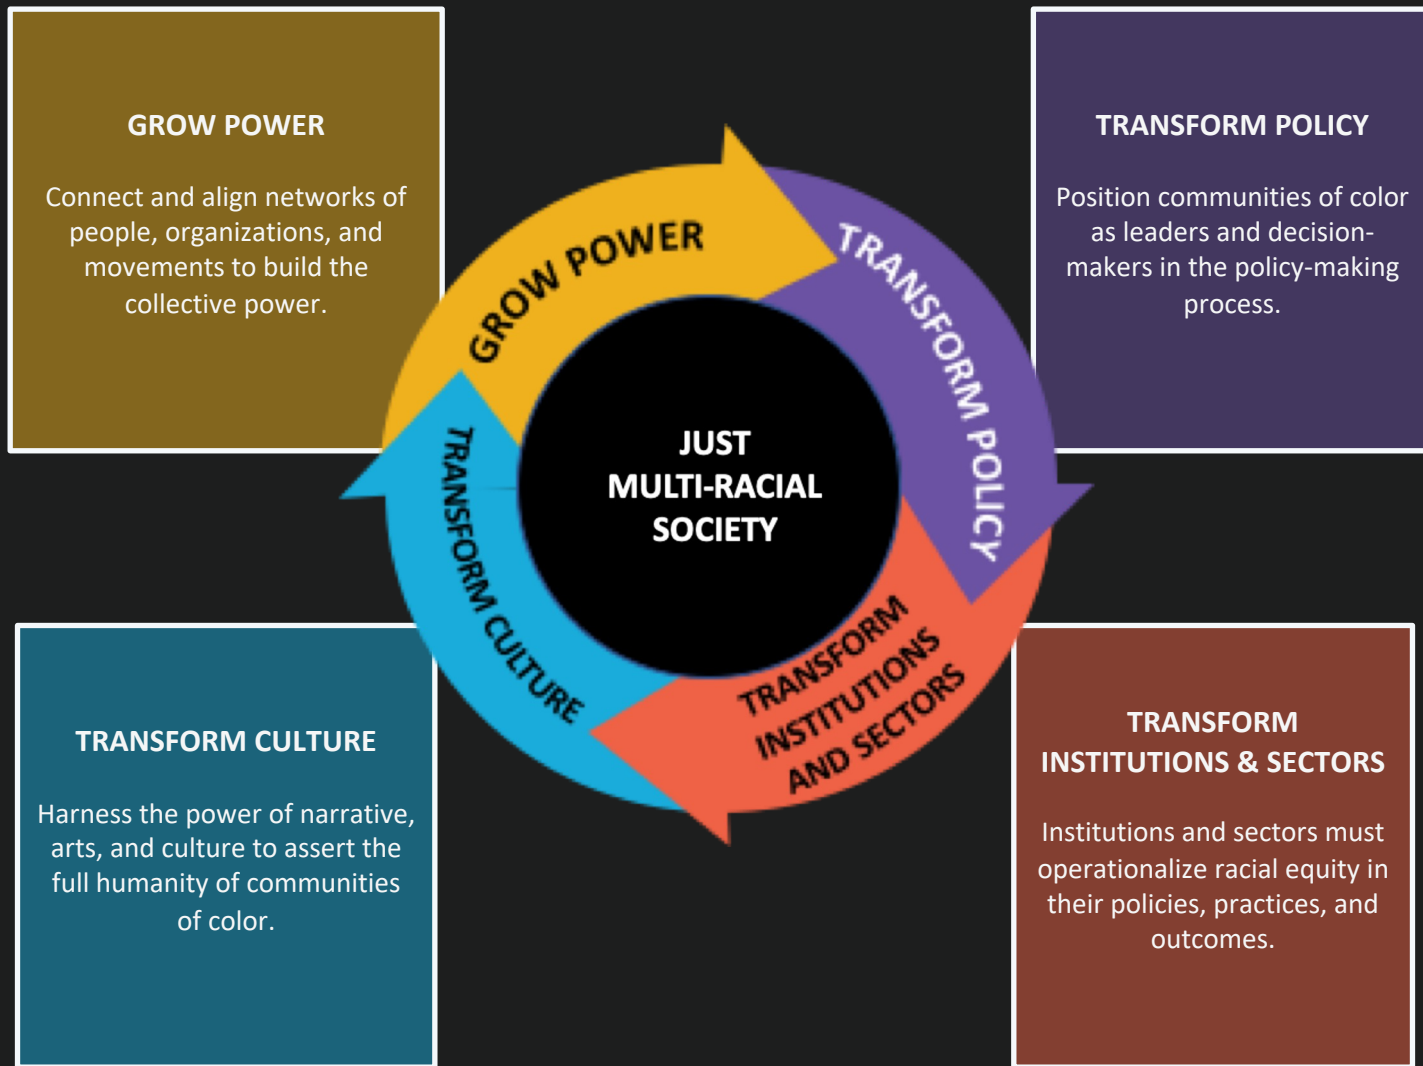 GROW POWER
Connect and align networks of
people, organizations, and
movements to build the
collective power.
TRANSFORM POLICY
Position communities of color
as leaders and decision-
makers in the policy-making
process.
GROW POWER
TRANSFORM POLICY
TRANSFORM
INSTITUTIONS
AND SECTORS
TRANSFORM CULTURE
JUST
MULTI-RACIAL
SOCIETY
TRANSFORM CULTURE
Harness the power of narrative,
arts, and culture to assert the
full humanity of communities
of color.
TRANSFORM
INSTITUTIONS & SECTORS
Institutions and sectors must
operationalize racial equity in
their policies, practices, and
outcomes.